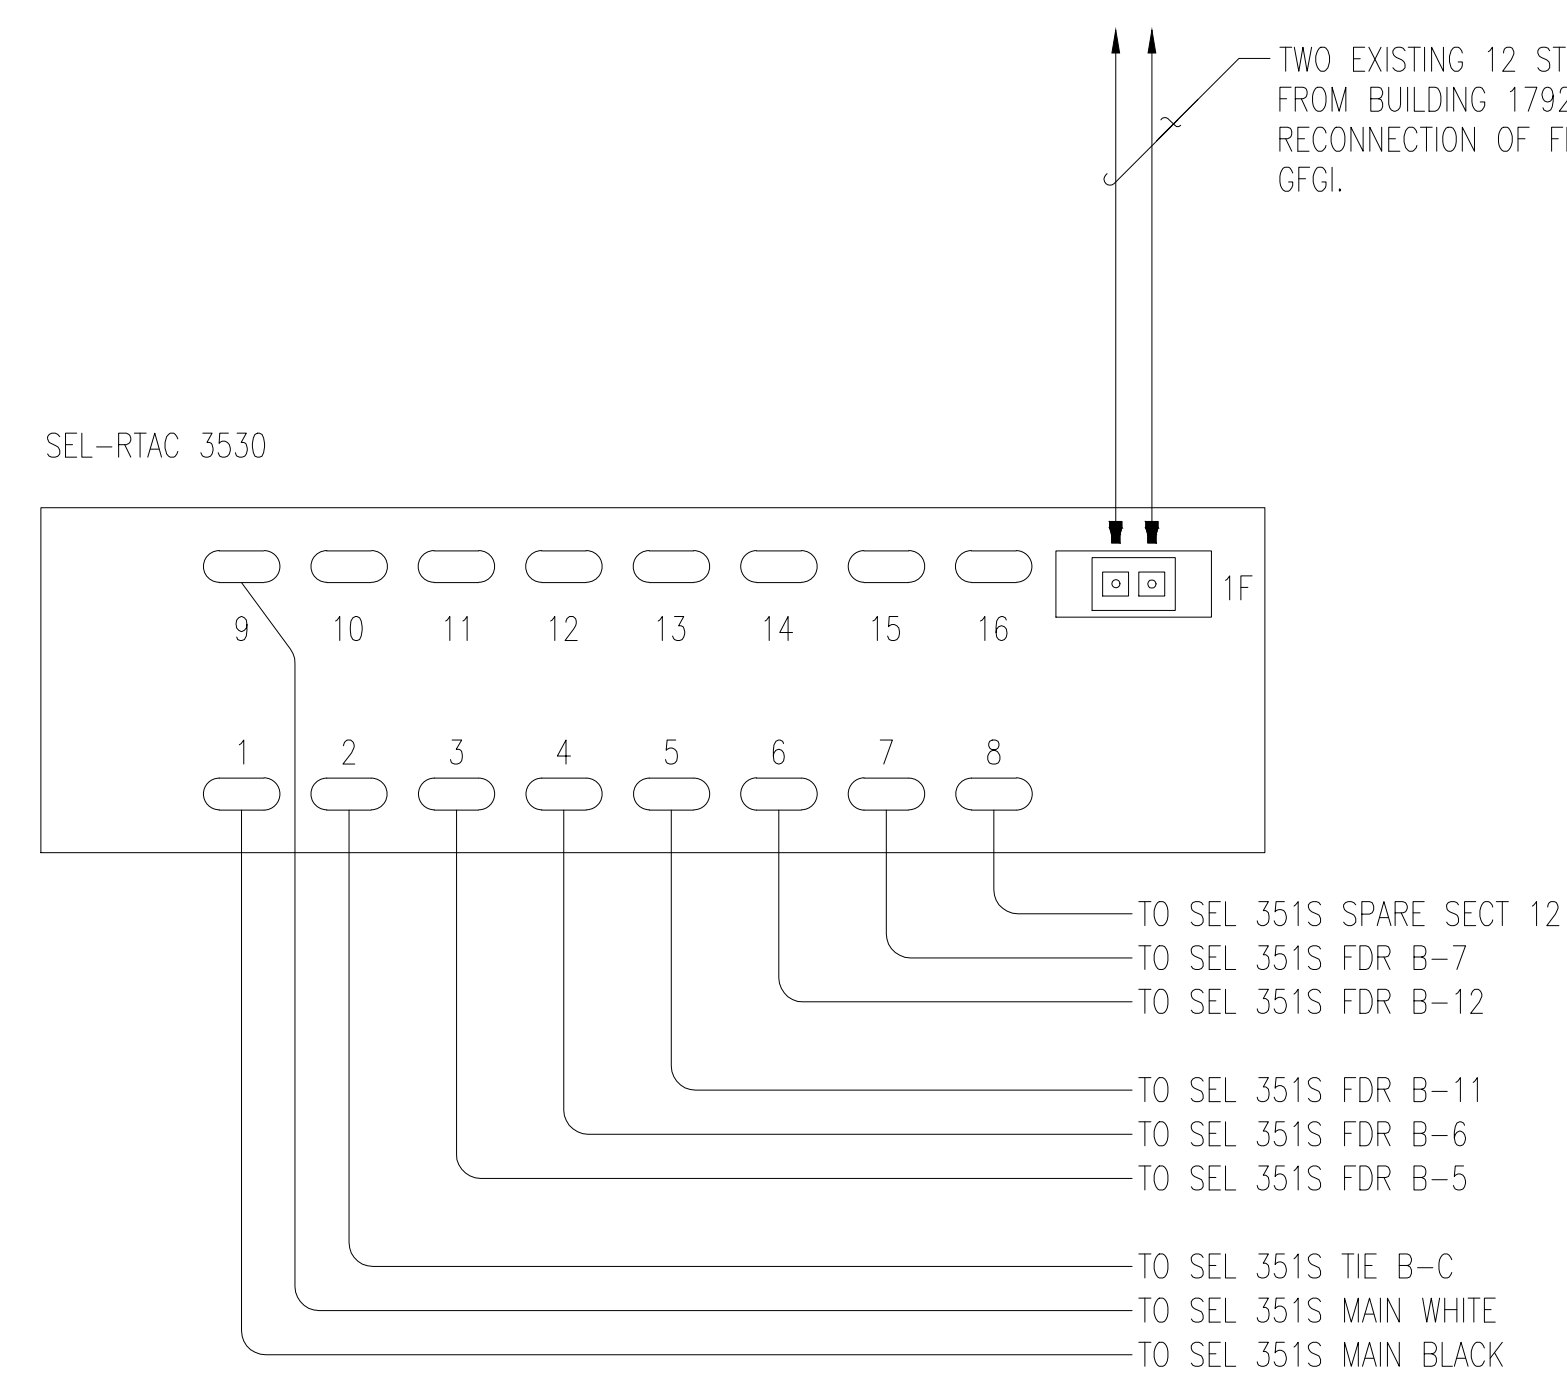 TWO EXISTING 12
FROM BUILDING
RECONNECTION OF
GFGI.
SEL-RTAC 3530
1F
9 10 11 12 13 14 15 16
1 2 3 4 5 6 7 8
TO SEL 351S SPARE SECT 12
TO SEL 351S FDR B-7
TO SEL 351S FDR B-12
TO SEL 351S FDR B-11
TO SEL 351S FDR B-6
TO SEL 351S FDR B-5
TO SEL 351S TIE B-C
TO SEL 351S MAIN WHITE
TO SEL 351S MAIN BLACK